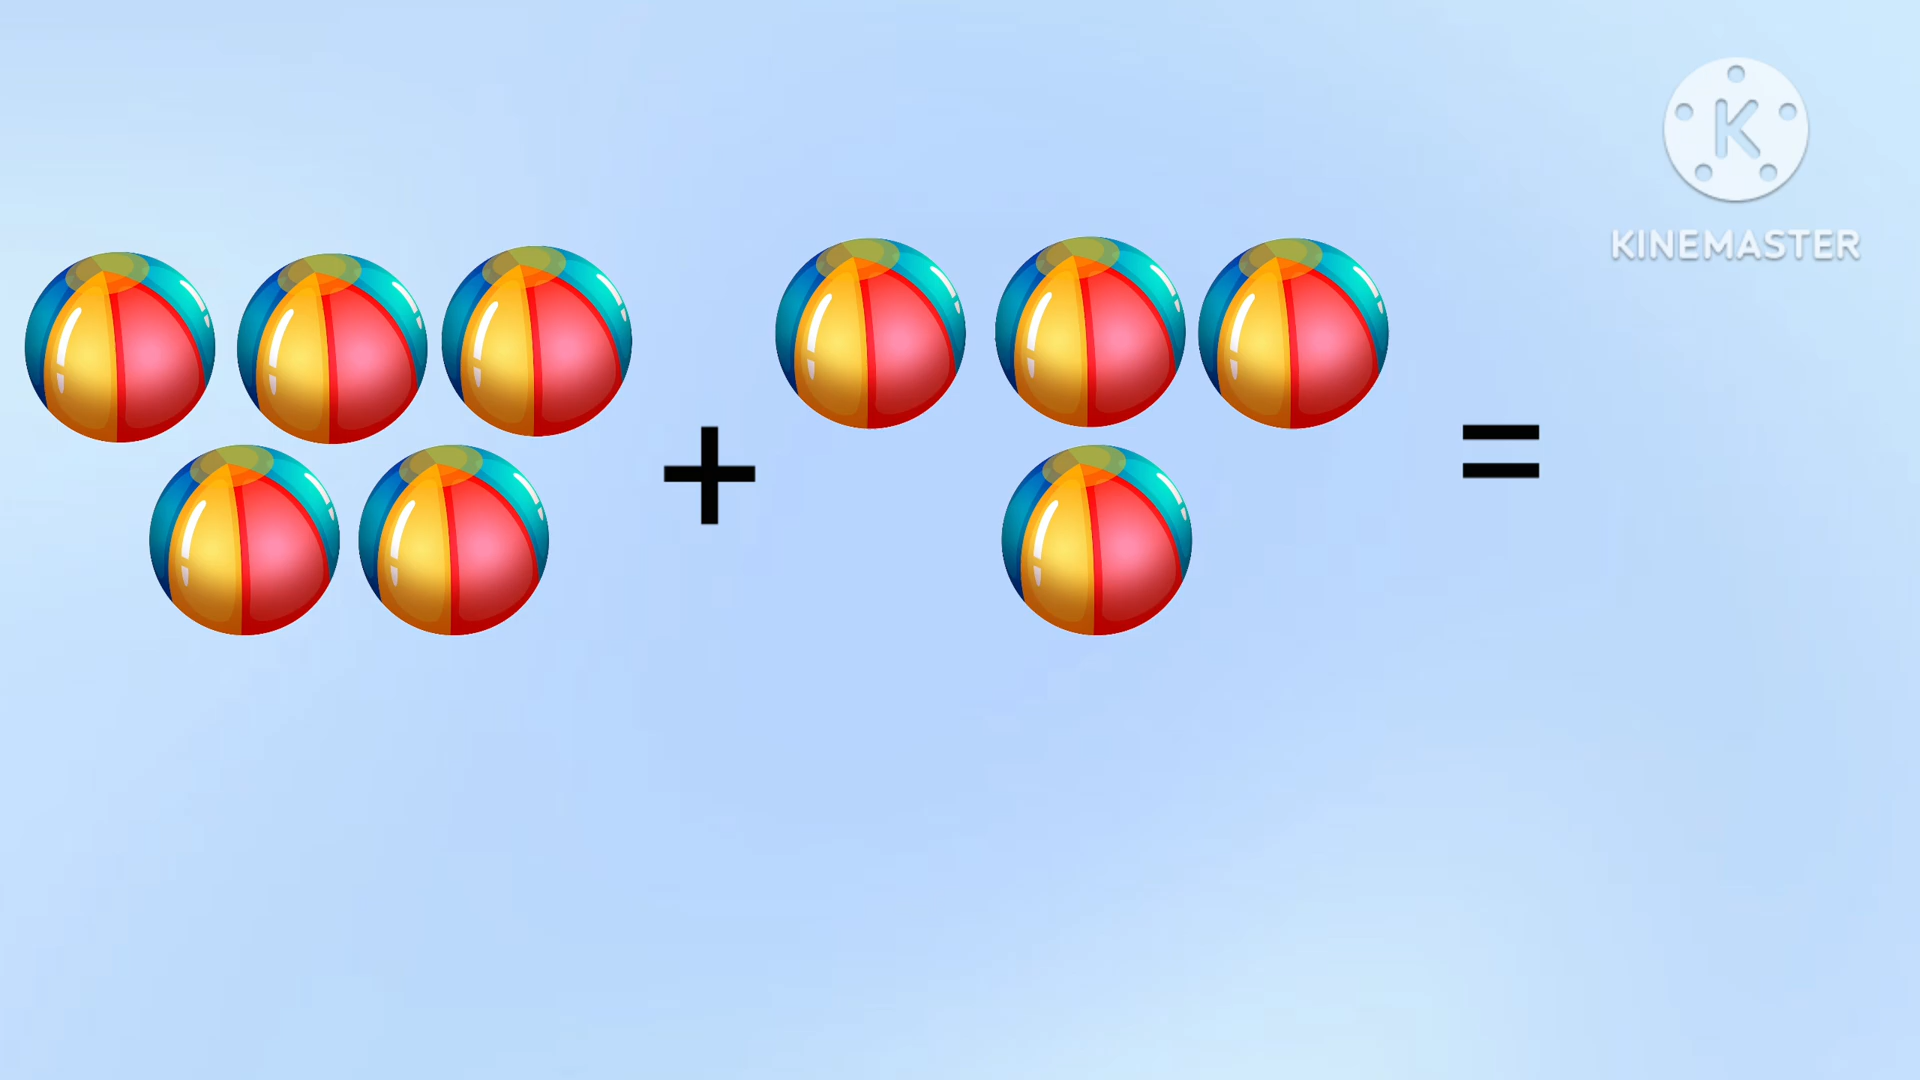 K
KINEMASTER
+ =